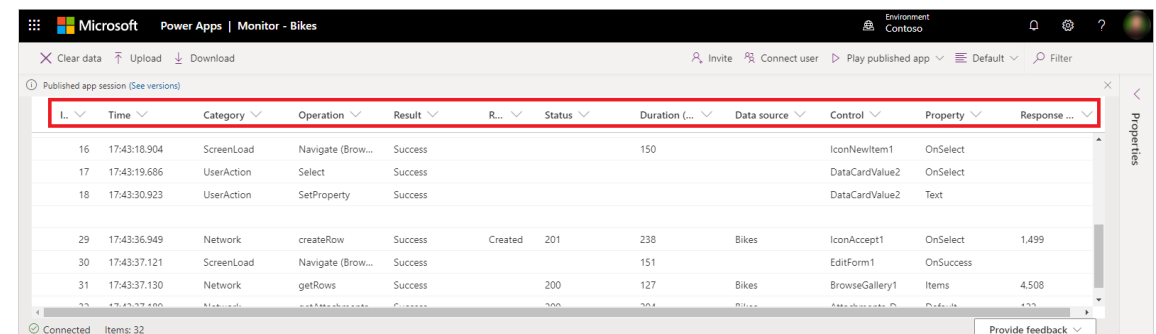 Microsoft Power Apps | Monitor - Bikes Environment
Contoso ?
Clear data Upload Download Invite Connect user Play published app Default Filter
Published app session (See versions)
I.. Time Category Operation Result R... Status Duration (... Data source Control Property Response ...
Properties
16 17:43:18.904 ScreenLoad Navigate (Brow... Success 150 IconNewItem1 OnSelect
17 17:43:19.686 UserAction Select Success DataCardValue2 OnSelect
18 17:43:30.923 UserAction SetProperty Success DataCardValue2 Text
29 17:43:36.949 Network createRow Success Created 201 238 Bikes IconAccept1 OnSelect 1,499
30 17:43:37.121 ScreenLoad Navigate (Brow... Success 151 EditForm1 OnSuccess
31 17:43:37.130 Network getRows Success 200 127 Bikes BrowseGallery1 Items 4,508
Connected Items: 32 Provide feedback